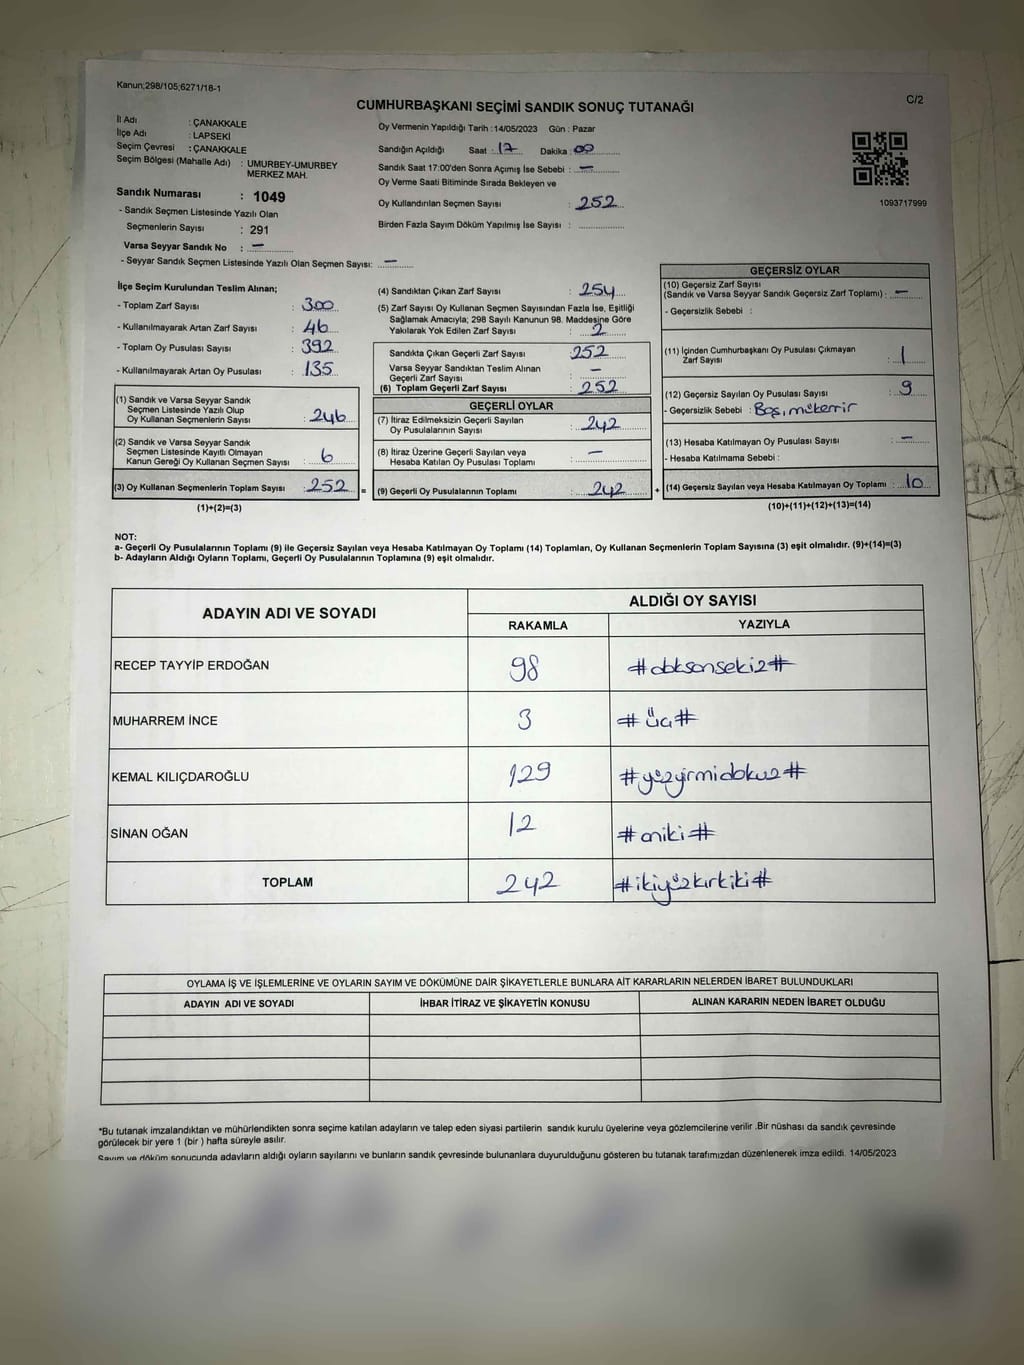 Kanun;298/105;6271/18-1
CUMHURBAŞKANI SEÇİMİ SANDIK SONUÇ TUTANAĞI
C/2
İl Adı : ÇANAKKALE
İlçe Adı : LAPSEKİ
Seçim Çevresi : ÇANAKKALE
Seçim Bölgesi (Mahalle Adı) : UMURBEY-UMURBEY
MERKEZ MAH.
Sandık Numarası : 1049
- Sandık Seçmen Listesinde Yazılı Olan
Seçmenlerin Sayısı : 291
Varsa Seyyar Sandık No : —
- Seyyar Sandık Seçmen Listesinde Yazılı Olan Seçmen Sayısı: —
Oy Vermenin Yapıldığı Tarih :14/05/2023 Gün : Pazar
Sandığın Açıldığı Saat : 17 Dakika : 00
Sandık Saat 17:00'den Sonra Açımış İse Sebebi : —
Oy Verme Saati Bitiminde Sırada Bekleyen ve
Oy Kullandırılan Seçmen Sayısı : 252
Birden Fazla Sayım Döküm Yapılmış İse Sayısı :
1093717999
İlçe Seçim Kurulundan Teslim Alınan;
- Toplam Zarf Sayısı : 300
- Kullanılmayarak Artan Zarf Sayısı : 46
- Toplam Oy Pusulası Sayısı : 392
- Kullanılmayarak Artan Oy Pusulası : 135
(1) Sandık ve Varsa Seyyar Sandık
Seçmen Listesinde Yazılı Olup
Oy Kullanan Seçmenlerin Sayısı : 246
(2) Sandık ve Varsa Seyyar Sandık
Seçmen Listesinde Kayıtlı Olmayan
Kanun Gereği Oy Kullanan Seçmen Sayısı : 6
(3) Oy Kullanan Seçmenlerin Toplam Sayısı : 252 =
(1)+(2)=(3)
(4) Sandıktan Çıkan Zarf Sayısı : 254
(5) Zarf Sayısı Oy Kullanan Seçmen Sayısından Fazla İse, Eşitliği
Sağlamak Amacıyla; 298 Sayılı Kanunun 98. Maddesine Göre
Yakılarak Yok Edilen Zarf Sayısı : 2
Sandıkta Çıkan Geçerli Zarf Sayısı : 252
Varsa Seyyar Sandıktan Teslim Alınan
Geçerli Zarf Sayısı : —
(6) Toplam Geçerli Zarf Sayısı : 252
GEÇERLİ OYLAR
(7) İtiraz Edilmeksizin Geçerli Sayılan
Oy Pusulalarının Sayısı : 242
(8) İtiraz Üzerine Geçerli Sayılan veya
Hesaba Katılan Oy Pusulası Toplamı : —
(9) Geçerli Oy Pusulalarının Toplamı : 242 +
GEÇERSİZ OYLAR
(10) Geçersiz Zarf Sayısı
(Sandık ve Varsa Seyyar Sandık Geçersiz Zarf Toplamı) : —
- Geçersizlik Sebebi :
(11) İçinden Cumhurbaşkanı Oy Pusulası Çıkmayan
Zarf Sayısı : 1
(12) Geçersiz Sayılan Oy Pusulası Sayısı : 9
- Geçersizlik Sebebi : Boş, mükerrir
(13) Hesaba Katılmayan Oy Pusulası Sayısı : —
- Hesaba Katılmama Sebebi :
(14) Geçersiz Sayılan veya Hesaba Katılmayan Oy Toplamı : 10
(10)+(11)+(12)+(13)=(14)
NOT:
a- Geçerli Oy Pusulalarının Toplamı (9) ile Geçersiz Sayılan veya Hesaba Katılmayan Oy Toplamı (14) Toplamları, Oy Kullanan Seçmenlerin Toplam Sayısına (3) eşit olmalıdır. (9)+(14)=(3)
b- Adayların Aldığı Oyların Toplamı, Geçerli Oy Pusulalarının Toplamına (9) eşit olmalıdır.
ADAYIN ADI VE SOYADI
ALDIĞI OY SAYISI
RAKAMLA YAZIYLA
RECEP TAYYİP ERDOĞAN 98 #doksansekiz#
MUHARREM İNCE 3 #üç#
KEMAL KILIÇDAROĞLU 129 #yüzyirmidokuz#
SİNAN OĞAN 12 #oniki#
TOPLAM 242 #ikiyüzkırkiki#
OYLAMA İŞ VE İŞLEMLERİNE VE OYLARIN SAYIM VE DÖKÜMÜNE DAİR ŞİKAYETLERLE BUNLARA AİT KARARLARIN NELERDEN İBARET BULUNDUKLARI
ADAYIN ADI VE SOYADI İHBAR İTİRAZ VE ŞİKAYETİN KONUSU ALINAN KARARIN NEDEN İBARET OLDUĞU
*Bu tutanak imzalandıktan ve mühürlendikten sonra seçime katılan adayların ve talep eden siyasi partilerin sandık kurulu üyelerine veya gözlemcilerine verilir .Bir nüshası da sandık çevresinde
görülecek bir yere 1 (bir ) hafta süreyle asılır.
Sayım ve döküm sonucunda adayların aldığı oyların sayılarını ve bunların sandık çevresinde bulunanlara duyurulduğunu gösteren bu tutanak tarafımızdan düzenlenerek imza edildi. 14/05/2023